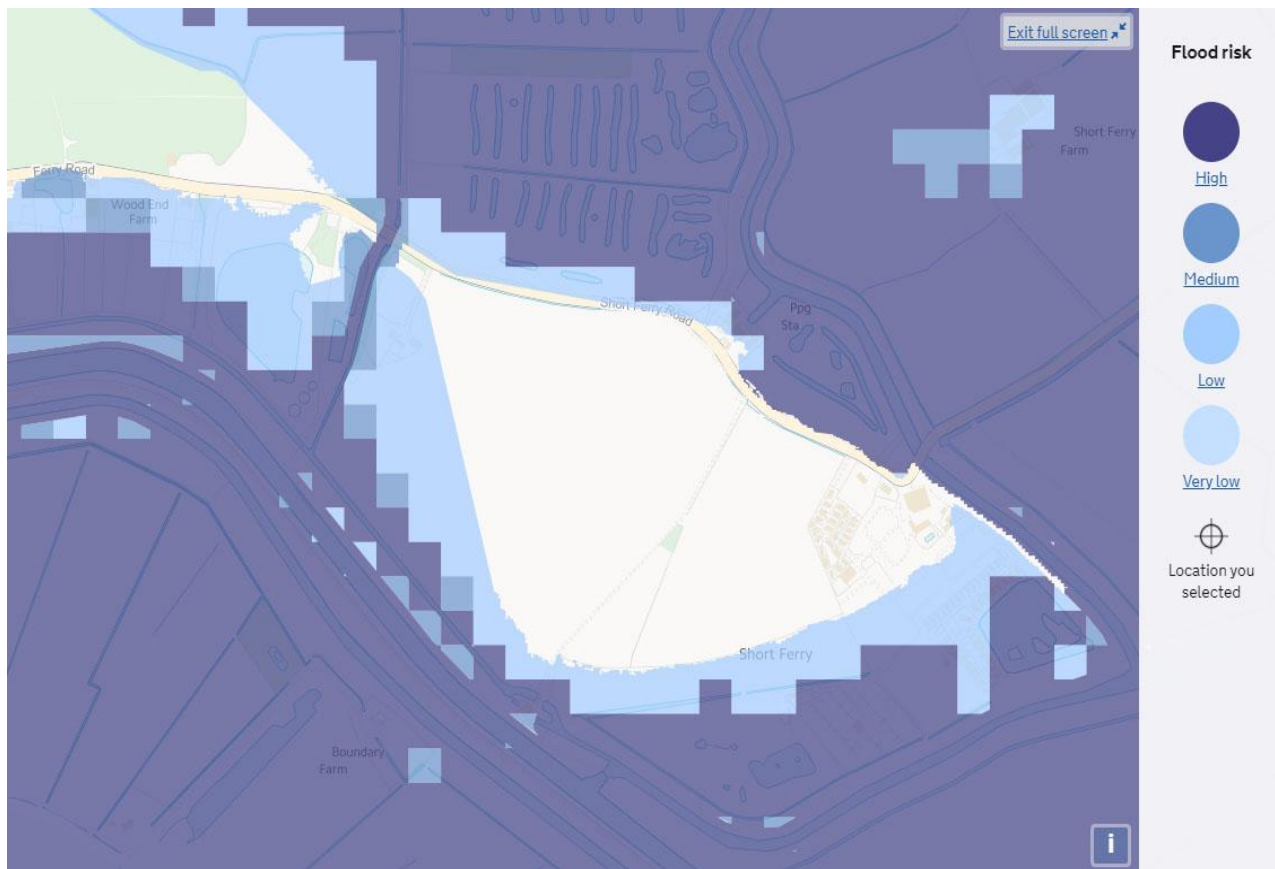 Exit full screen
Flood risk
High
Medium
Low
Very low
Location you
selected
Short Ferry
Farm
Ferry Road
Wood End
Farm
Short Ferry Road
Ppg
Sta
Short Ferry
Boundary
Farm
i